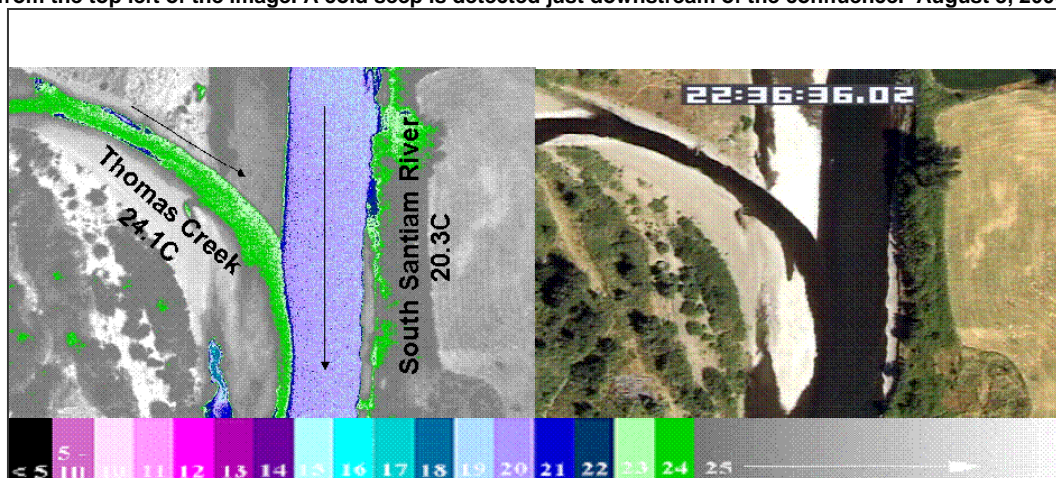 from the top left of the image. A cold seep is detected just downstream of the confluence. August 3, 200
Thomas Creek
24.1C
South Santiam River
20.3C
22:36:36.02
< 5 5 - 10 10 11 12 13 14 15 16 17 18 19 20 21 22 23 24 25